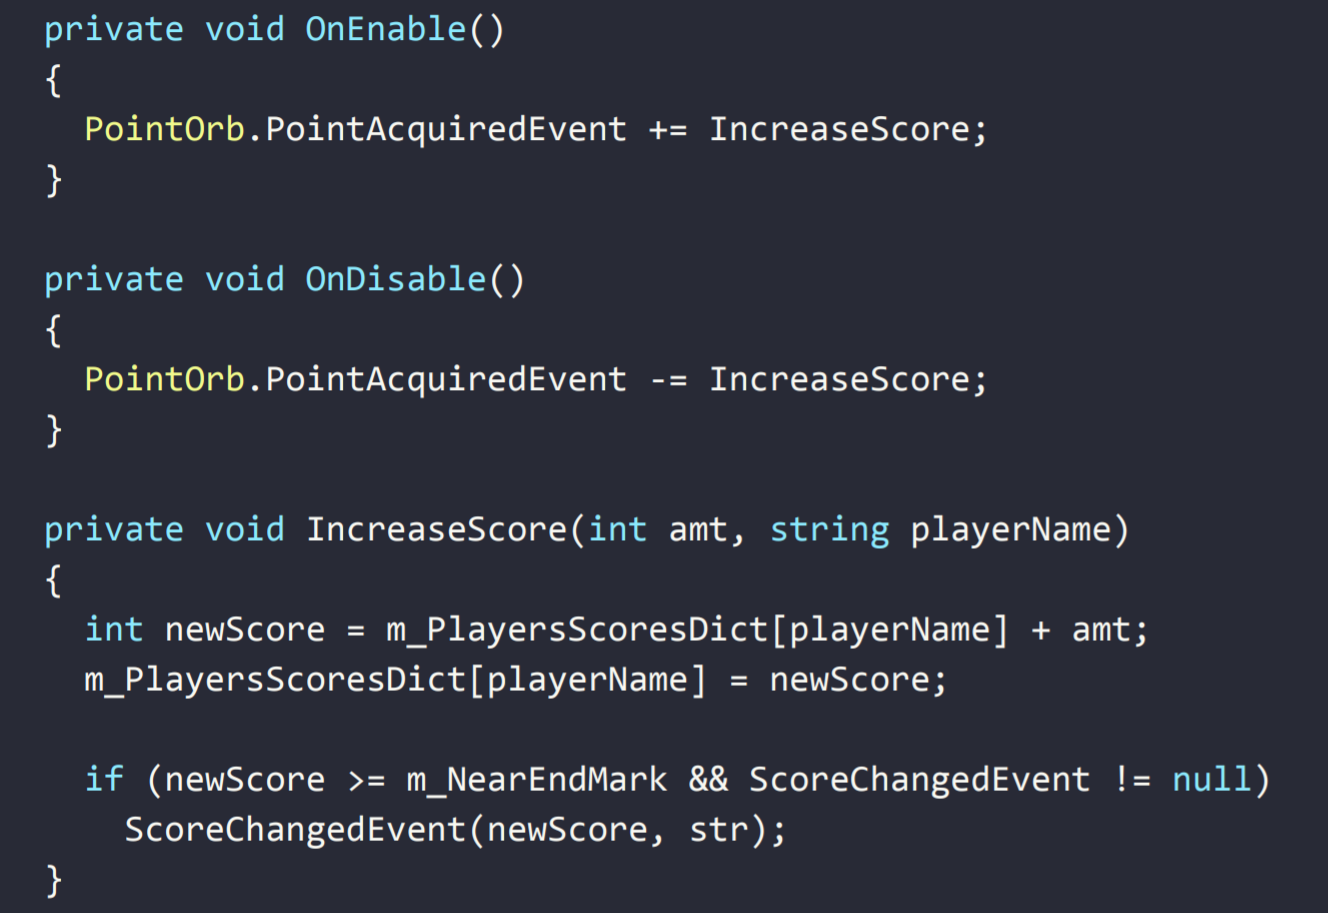 private void OnEnable()
{
PointOrb.PointAcquiredEvent += IncreaseScore;
}
private void OnDisable()
{
PointOrb.PointAcquiredEvent -= IncreaseScore;
}
private void IncreaseScore(int amt, string playerName)
{
int newScore = m_PlayersScoresDict[playerName] + amt;
m_PlayersScoresDict[playerName] = newScore;
if (newScore >= m_NearEndMark && ScoreChangedEvent != null)
ScoreChangedEvent(newScore, str);
}